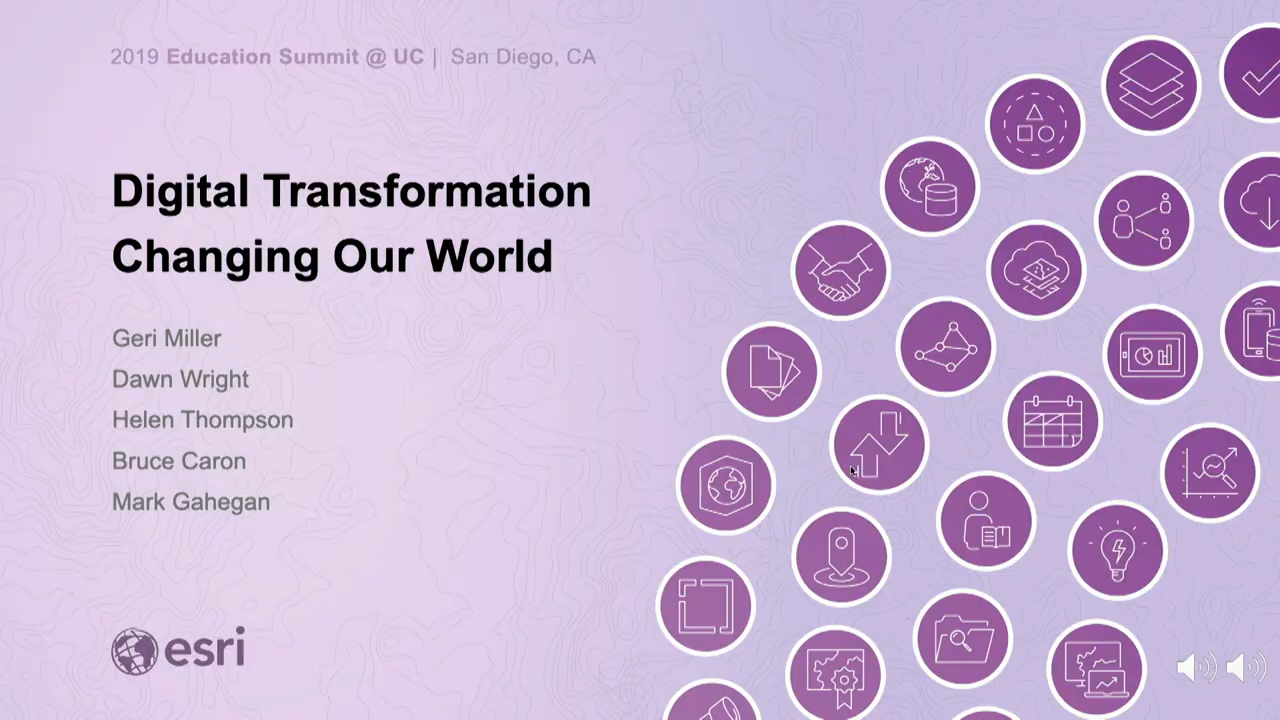 2019 Education Summit @ UC | San Diego, CA
Digital Transformation
Changing Our World
Geri Miller
Dawn Wright
Helen Thompson
Bruce Caron
Mark Gahegan
esri